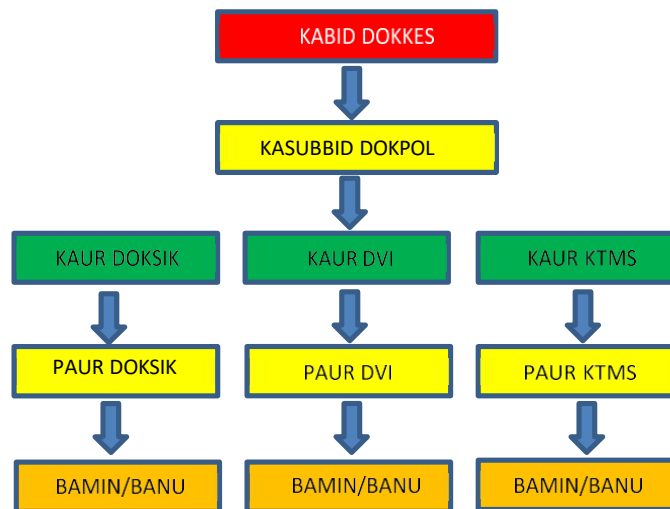 KABID DOKKES
KASUBBID DOKPOL
KAUR DOKSIK
KAUR DVI
KAUR KTMS
PAUR DOKSIK
PAUR DVI
PAUR KTMS
BAMIN/BANU
BAMIN/BANU
BAMIN/BANU